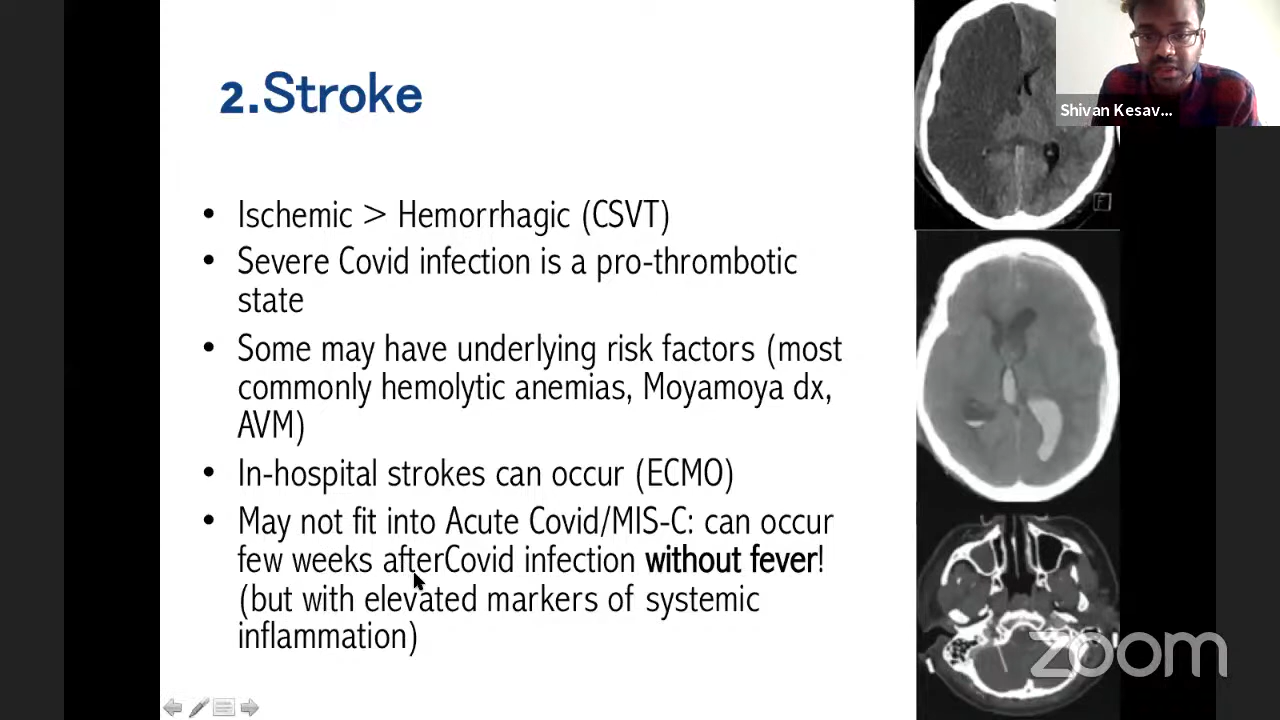 Shivan Kesav...
2.Stroke
• Ischemic > Hemorrhagic (CSVT)
• Severe Covid infection is a pro-thrombotic
state
• Some may have underlying risk factors (most
commonly hemolytic anemias, Moyamoya dx,
AVM)
• In-hospital strokes can occur (ECMO)
• May not fit into Acute Covid/MIS-C: can occur
few weeks afterCovid infection without fever!
(but with elevated markers of systemic
inflammation)
F
zoom